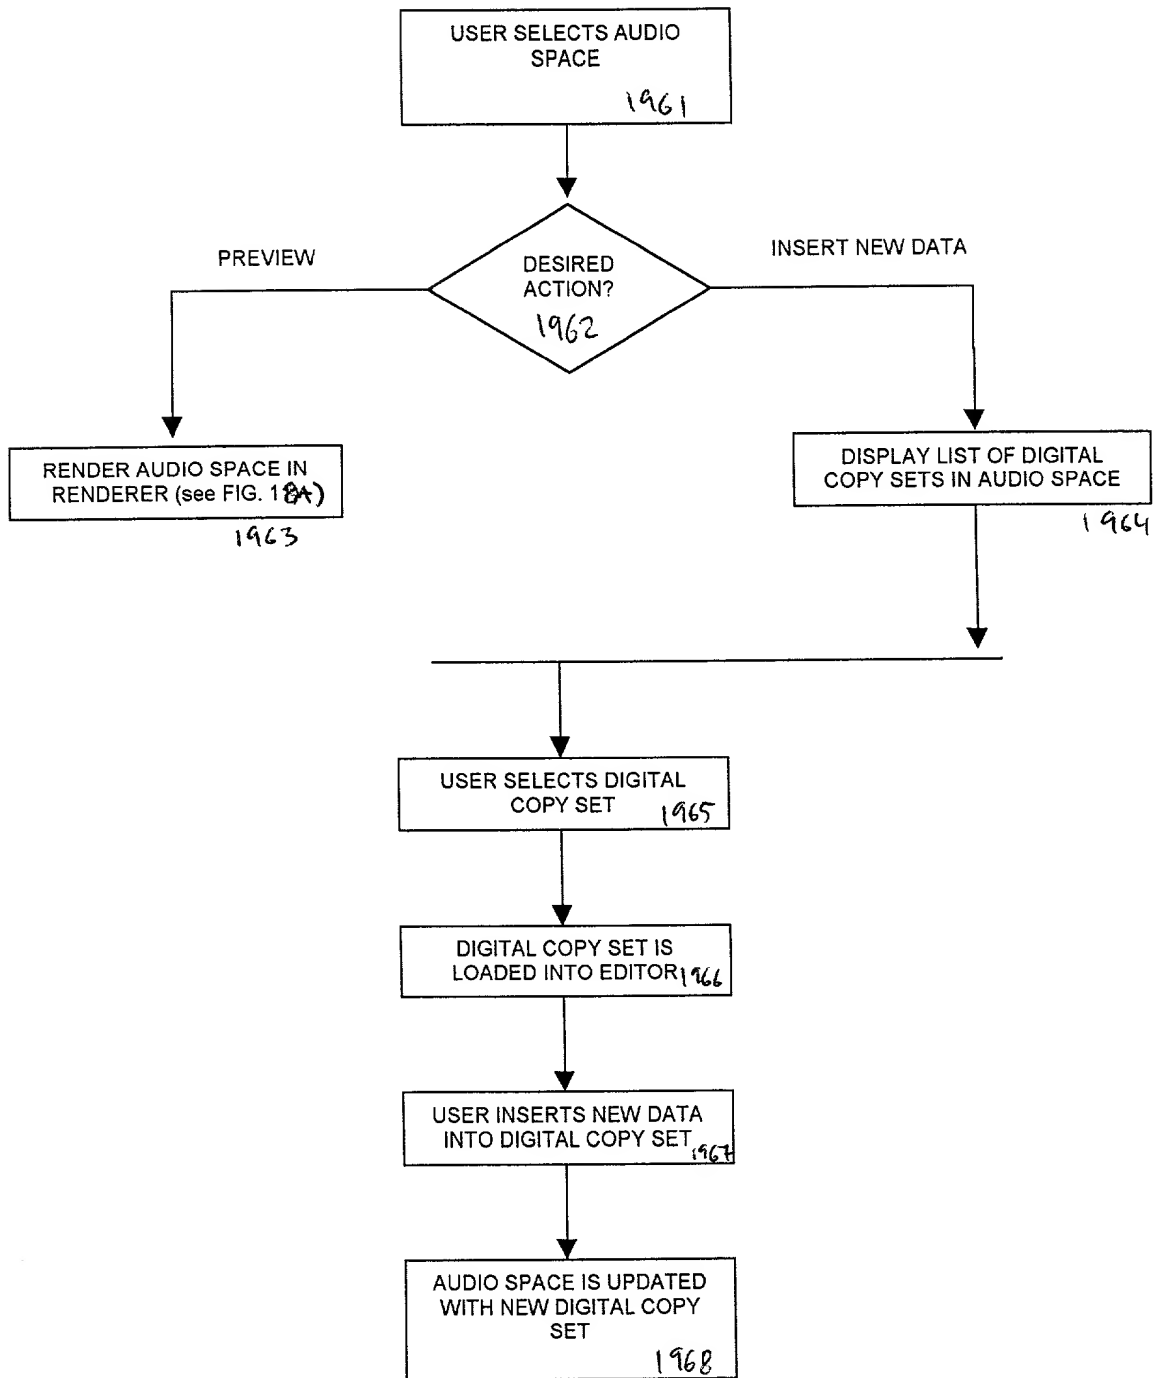 USER SELECTS AUDIO
SPACE
1961
PREVIEW
INSERT NEW DATA
DESIRED
ACTION?
1962
RENDER AUDIO SPACE IN
RENDERER (see FIG. 18A)
1963
DISPLAY LIST OF DIGITAL
COPY SETS IN AUDIO SPACE
1964
USER SELECTS DIGITAL
COPY SET 1965
DIGITAL COPY SET IS
LOADED INTO EDITOR 1966
USER INSERTS NEW DATA
INTO DIGITAL COPY SET 1967
AUDIO SPACE IS UPDATED
WITH NEW DIGITAL COPY
SET
1968